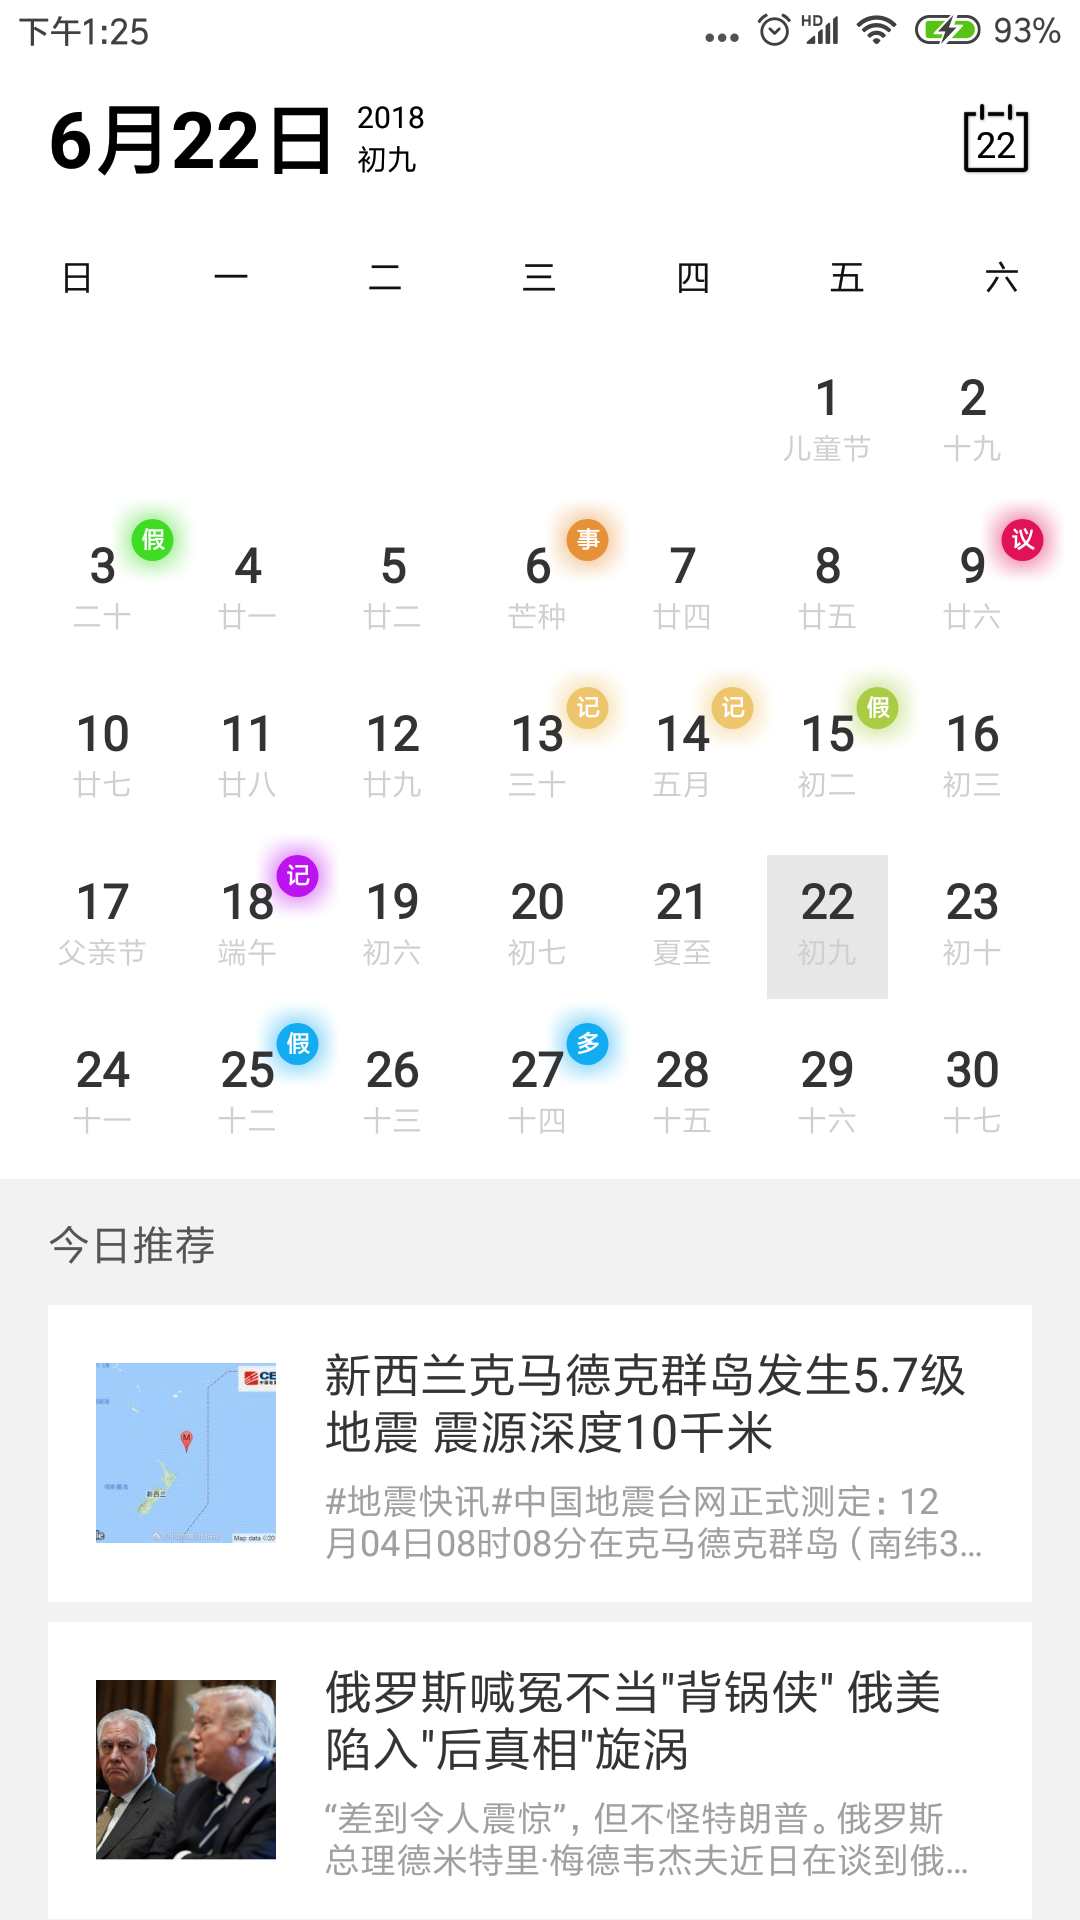 下午1:25
... HD 93%
6月22日
2018
初九
22
日 一 二 三 四 五 六
1 2
儿童节 十九
假 事 议
3 4 5 6 7 8 9
二十 廿一 廿二 芒种 廿四 廿五 廿六
记 记 假
10 11 12 13 14 15 16
廿七 廿八 廿九 三十 五月 初二 初三
记
17 18 19 20 21 22 23
父亲节 端午 初六 初七 夏至 初九 初十
假 多
24 25 26 27 28 29 30
十一 十二 十三 十四 十五 十六 十七
今日推荐
新西兰克马德克群岛发生5.7级
地震 震源深度10千米
#地震快讯#中国地震台网正式测定：12
月04日08时08分在克马德克群岛（南纬3...
M
新西兰
Map data ©20
俄罗斯喊冤不当"背锅侠" 俄美
陷入"后真相"旋涡
“差到令人震惊”，但不怪特朗普。俄罗斯
总理德米特里·梅德韦杰夫近日在谈到俄...